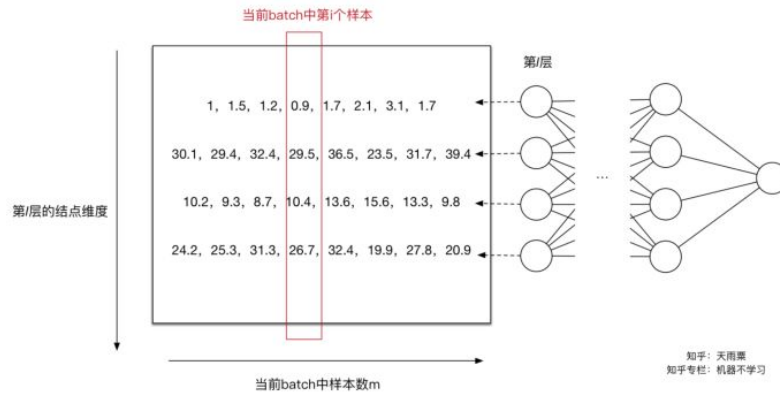 当前batch中第i个样本
第l层
1, 1.5, 1.2, 0.9, 1.7, 2.1, 3.1, 1.7
30.1, 29.4, 32.4, 29.5, 36.5, 23.5, 31.7, 39.4
...
第l层的结点维度
10.2, 9.3, 8.7, 10.4, 13.6, 15.6, 13.3, 9.8
24.2, 25.3, 31.3, 26.7, 32.4, 19.9, 27.8, 20.9
当前batch中样本数m
知乎：天雨粟
知乎专栏：机器不学习